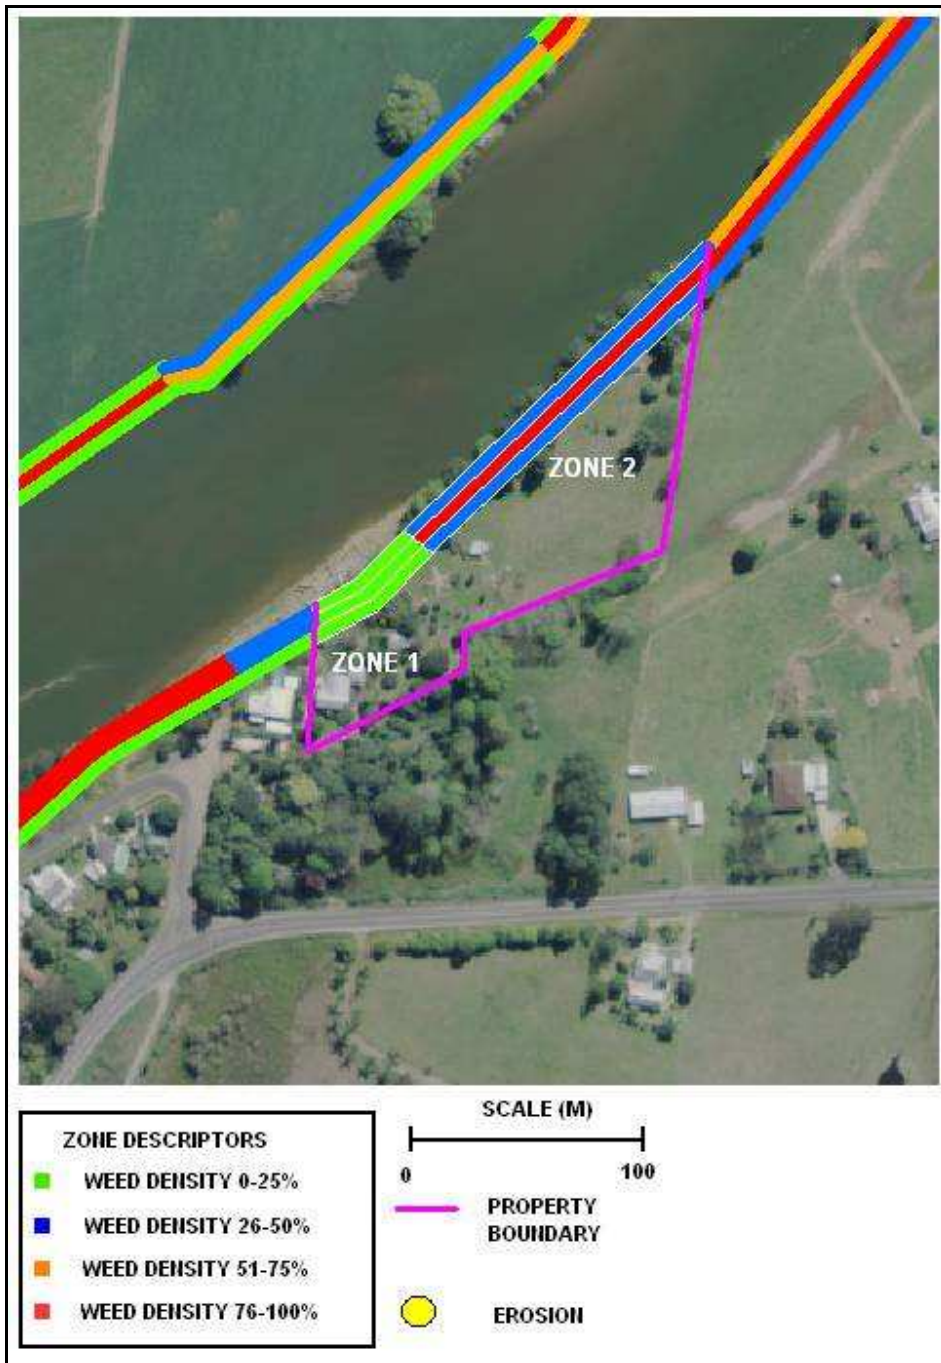 ZONE 2
ZONE 1
ZONE DESCRIPTORS
WEED DENSITY 0-25%
WEED DENSITY 26-50%
WEED DENSITY 51-75%
WEED DENSITY 76-100%
SCALE (M)
0 100
PROPERTY
BOUNDARY
EROSION